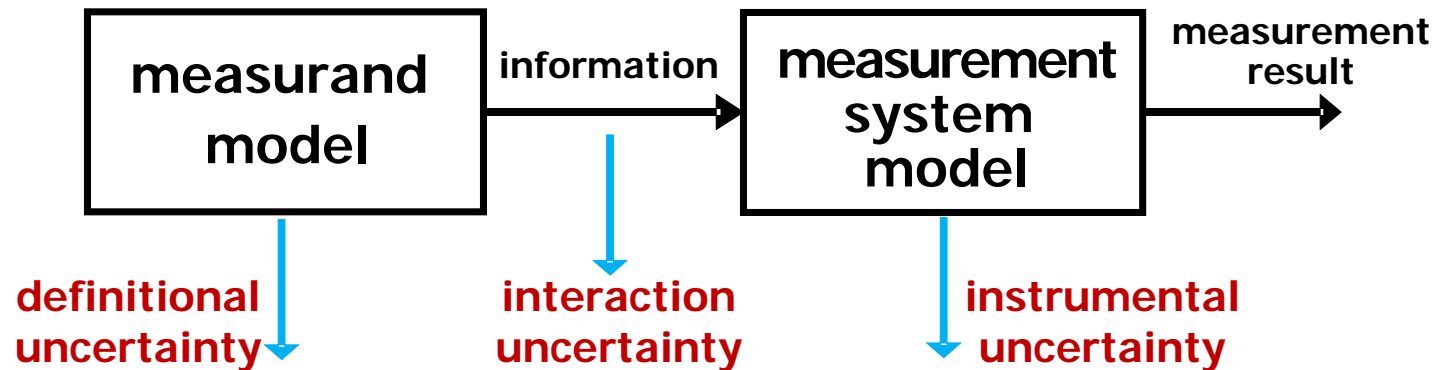 measurand
model
information
measurement
system
model
measurement
result
definitional
uncertainty
interaction
uncertainty
instrumental
uncertainty